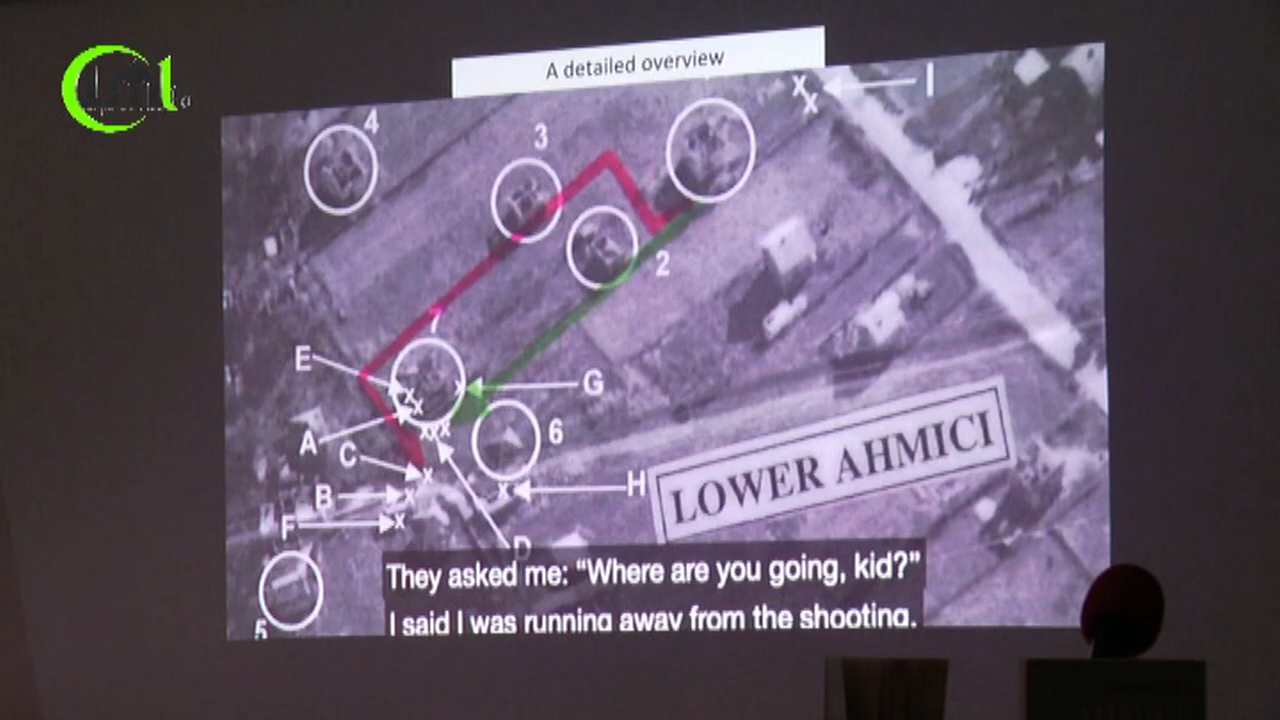 A detailed overview
I
4
3
2
7
E
G
A
6
C
H
B
F
D
LOWER AHMICI
They asked me: “Where are you going, kid?”
I said I was running away from the shooting.
5